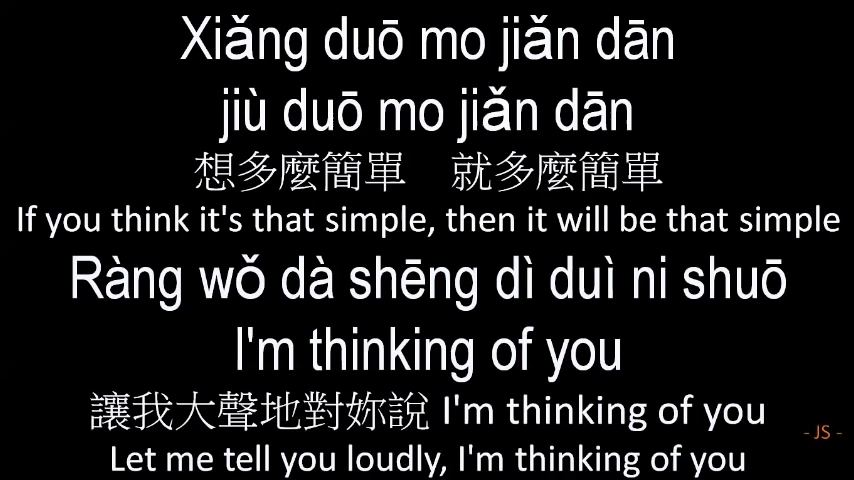 Xiǎng duō mo jiǎn dān
jiù duō mo jiǎn dān
想多麼簡單　就多麼簡單
If you think it's that simple, then it will be that simple
Ràng wǒ dà shēng dì duì ni shuō
I'm thinking of you
讓我大聲地對妳說 I'm thinking of you
- JS -
Let me tell you loudly, I'm thinking of you